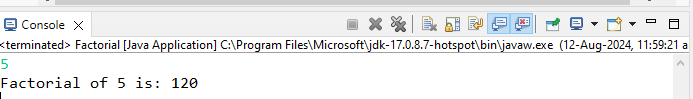 Console
<terminated> Factorial [Java Application] C:\Program Files\Microsoft\jdk-17.0.8.7-hotspot\bin\javaw.exe (12-Aug-2024, 11:59:21 a
5
Factorial of 5 is: 120